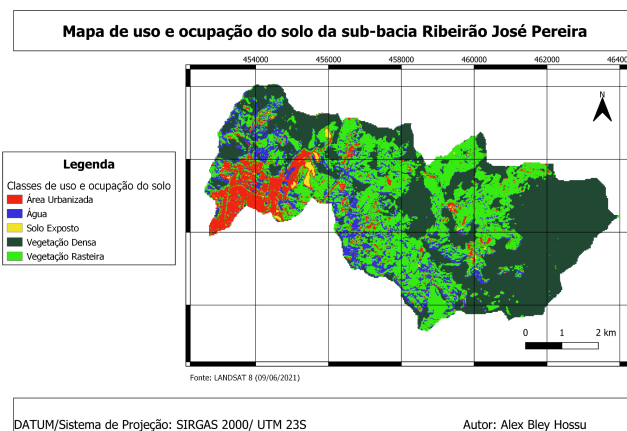 Mapa de uso e ocupação do solo da sub-bacia Ribeirão José Pereira
454000 456000 458000 460000 462000 46400
N
Legenda
Classes de uso e ocupação do solo
Área Urbanizada
Água
Solo Exposto
Vegetação Densa
Vegetação Rasteira
0 1 2 km
Fonte: LANDSAT 8 (09/06/2021)
DATUM/Sistema de Projeção: SIRGAS 2000/ UTM 23S Autor: Alex Bley Hossu